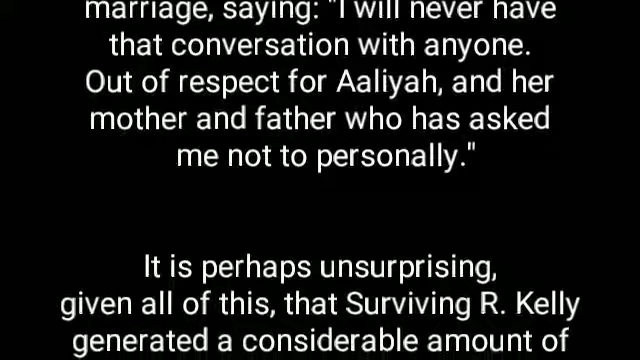 marriage, saying: "I will never have
that conversation with anyone.
Out of respect for Aaliyah, and her
mother and father who has asked
me not to personally."
It is perhaps unsurprising,
given all of this, that Surviving R. Kelly
generated a considerable amount of